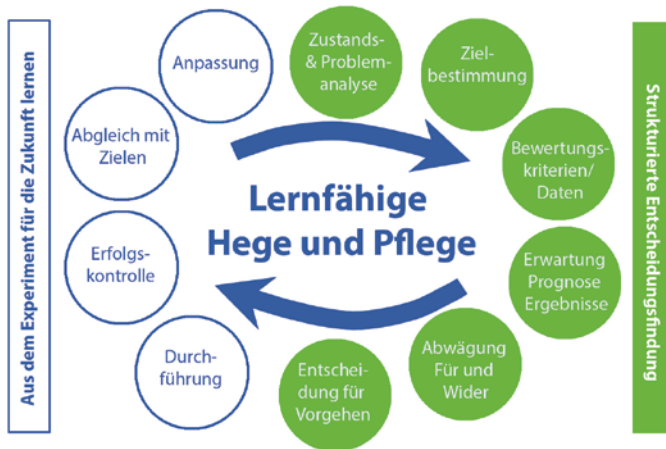 Aus dem Experiment für die Zukunft lernen
Anpassung
Zustands-
& Problem-
analyse
Ziel-
bestimmung
Bewertungs-
kriterien/
Daten
Erwartung
Prognose
Ergebnisse
Abwägung
Für und
Wider
Entschei-
dung für
Vorgehen
Durch-
führung
Erfolgs-
kontrolle
Abgleich mit
Zielen
Lernfähige
Hege und Pflege
Strukturierte Entscheidungsfindung